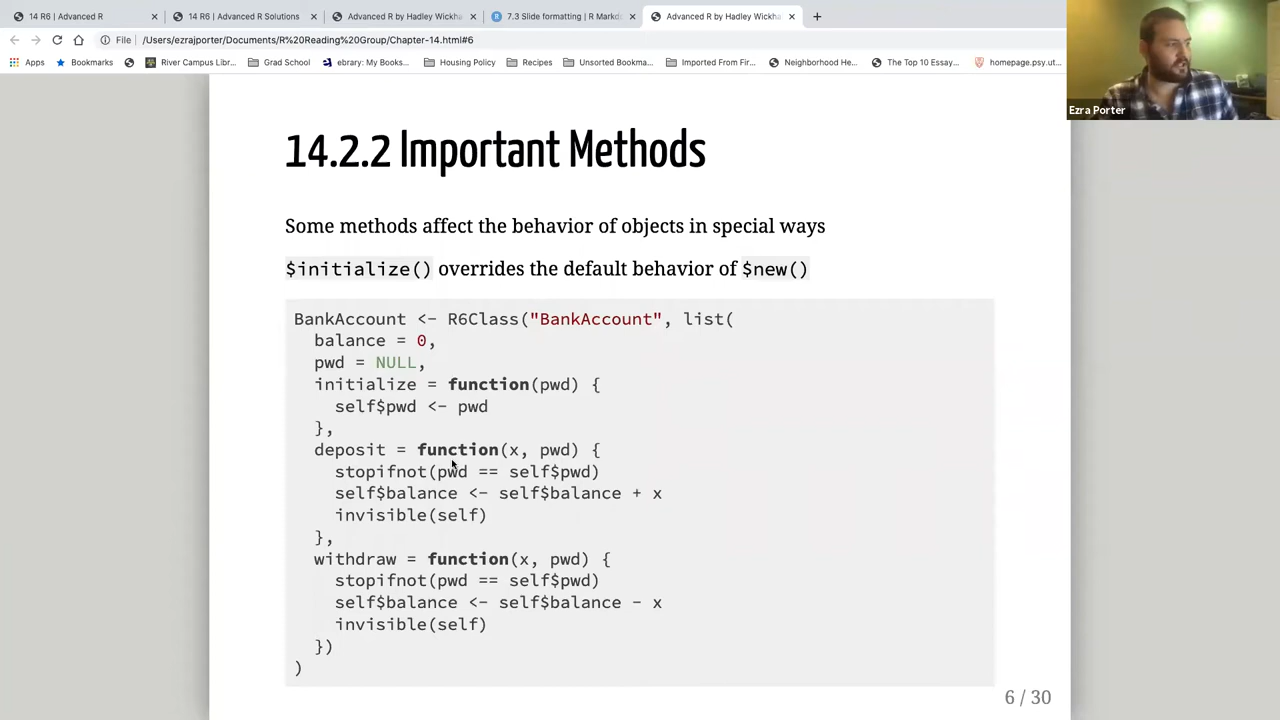 14 R6 | Advanced R
14 R6 | Advanced R Solutions
Advanced R by Hadley Wickha
7.3 Slide formatting | R Markd
Advanced R by Hadley Wickha
File
/Users/ezrajporter/Documents/R%20Reading%20Group/Chapter-14.html#6
Apps
Bookmarks
River Campus Libr...
Grad School
ebrary: My Books...
Housing Policy
Recipes
Unsorted Bookma...
Imported From Fir...
Neighborhood He...
The Top 10 Essay...
homepage.psy.ut...
Ezra Porter
14.2.2 Important Methods
Some methods affect the behavior of objects in special ways
$initialize() overrides the default behavior of $new()
BankAccount <- R6Class("BankAccount", list(
balance = 0,
pwd = NULL,
initialize = function(pwd) {
self$pwd <- pwd
},
deposit = function(x, pwd) {
stopifnot(pwd == self$pwd)
self$balance <- self$balance + x
invisible(self)
},
withdraw = function(x, pwd) {
stopifnot(pwd == self$pwd)
self$balance <- self$balance - x
invisible(self)
})
)
6 / 30